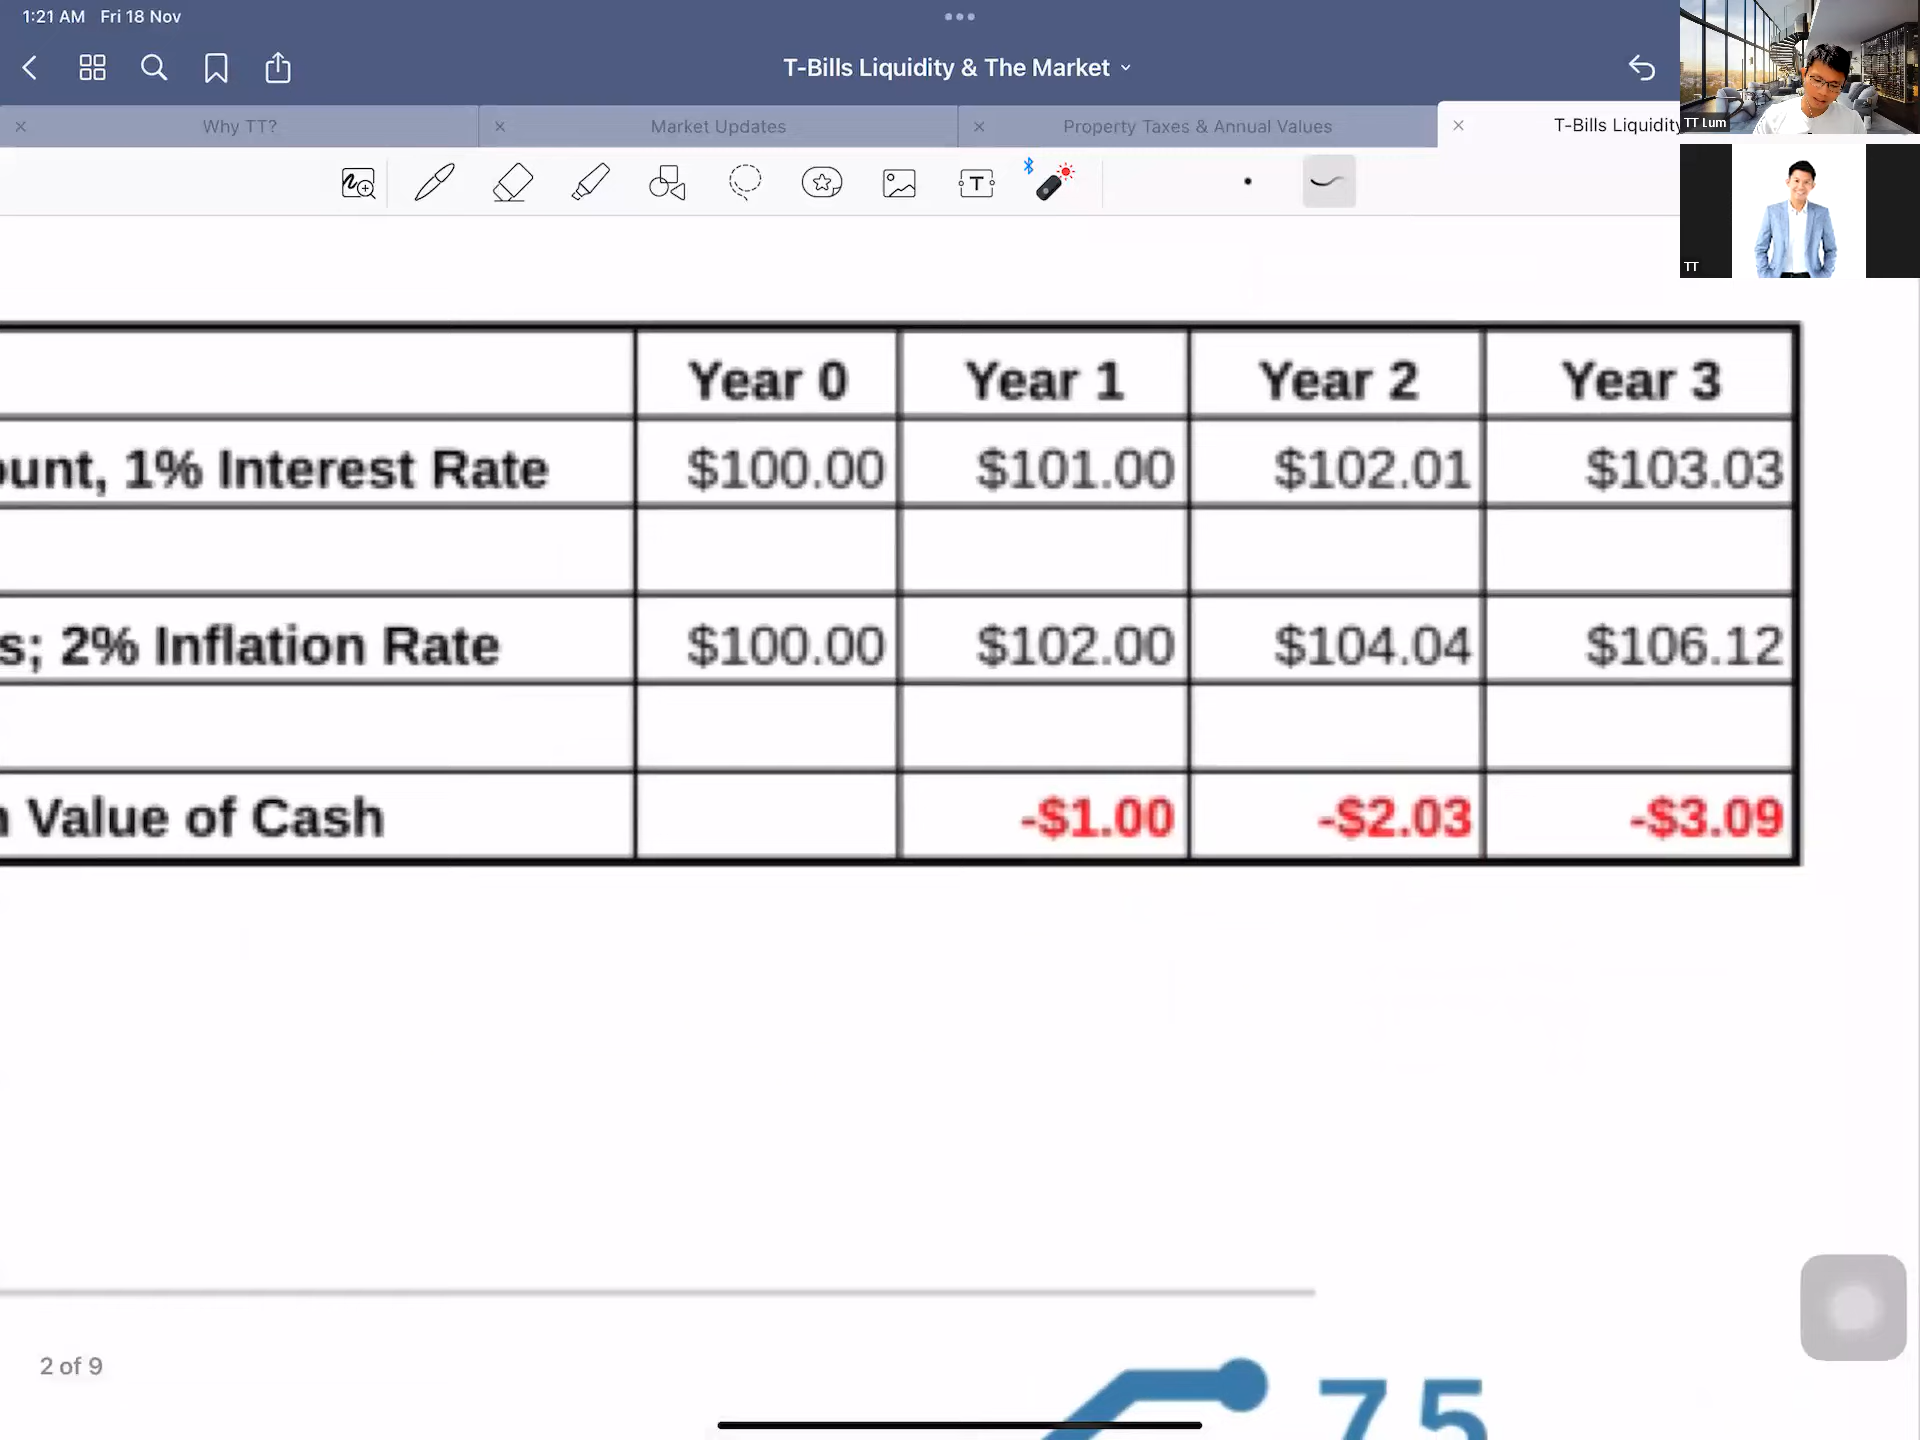 1:21 AM Fri 18 Nov
T-Bills Liquidity & The Market
Why TT?
Market Updates
Property Taxes & Annual Values
T-Bills Liquidity
TT Lum
TT
T
Year 0 Year 1 Year 2 Year 3
ount, 1% Interest Rate $100.00 $101.00 $102.01 $103.03
s; 2% Inflation Rate $100.00 $102.00 $104.04 $106.12
n Value of Cash -$1.00 -$2.03 -$3.09
2 of 9
75